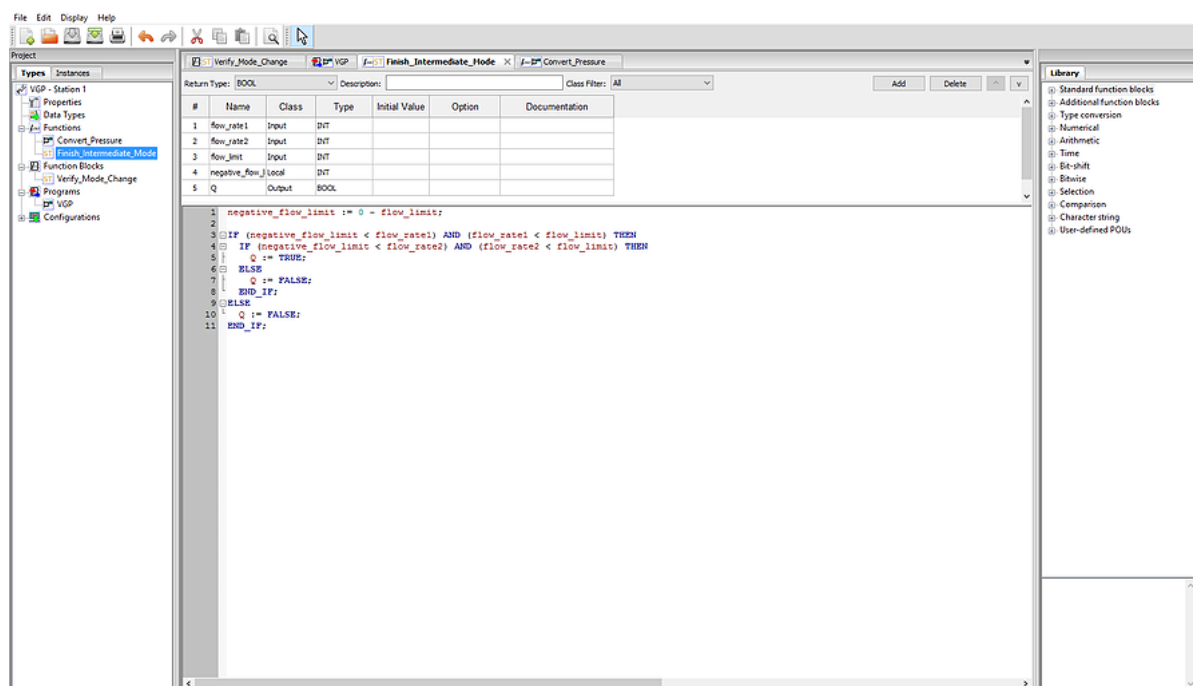 File Edit Display Help
Project
Types Instances
VGP - Station 1
Properties
Data Types
Functions
Convert_Pressure
Finish_Intermediate_Mode
Function Blocks
Verify_Mode_Change
Programs
VGP
Configurations
Verify_Mode_Change VGP Finish_Intermediate_Mode Convert_Pressure
Return Type: BOOL Description: Class Filter: All Add Delete
# Name Class Type Initial Value Option Documentation
1 flow_rate1 Input INT
2 flow_rate2 Input INT
3 flow_limit Input INT
4 negative_flow_l Local INT
5 Q Output BOOL
1 negative_flow_limit := 0 - flow_limit;
2
3 IF (negative_flow_limit < flow_rate1) AND (flow_rate1 < flow_limit) THEN
4 IF (negative_flow_limit < flow_rate2) AND (flow_rate2 < flow_limit) THEN
5 Q := TRUE;
6 ELSE
7 Q := FALSE;
8 END_IF;
9 ELSE
10 Q := FALSE;
11 END_IF;
Library
Standard function blocks
Additional function blocks
Type conversion
Numerical
Arithmetic
Time
Bit-shift
Bitwise
Selection
Comparison
Character string
User-defined POUs